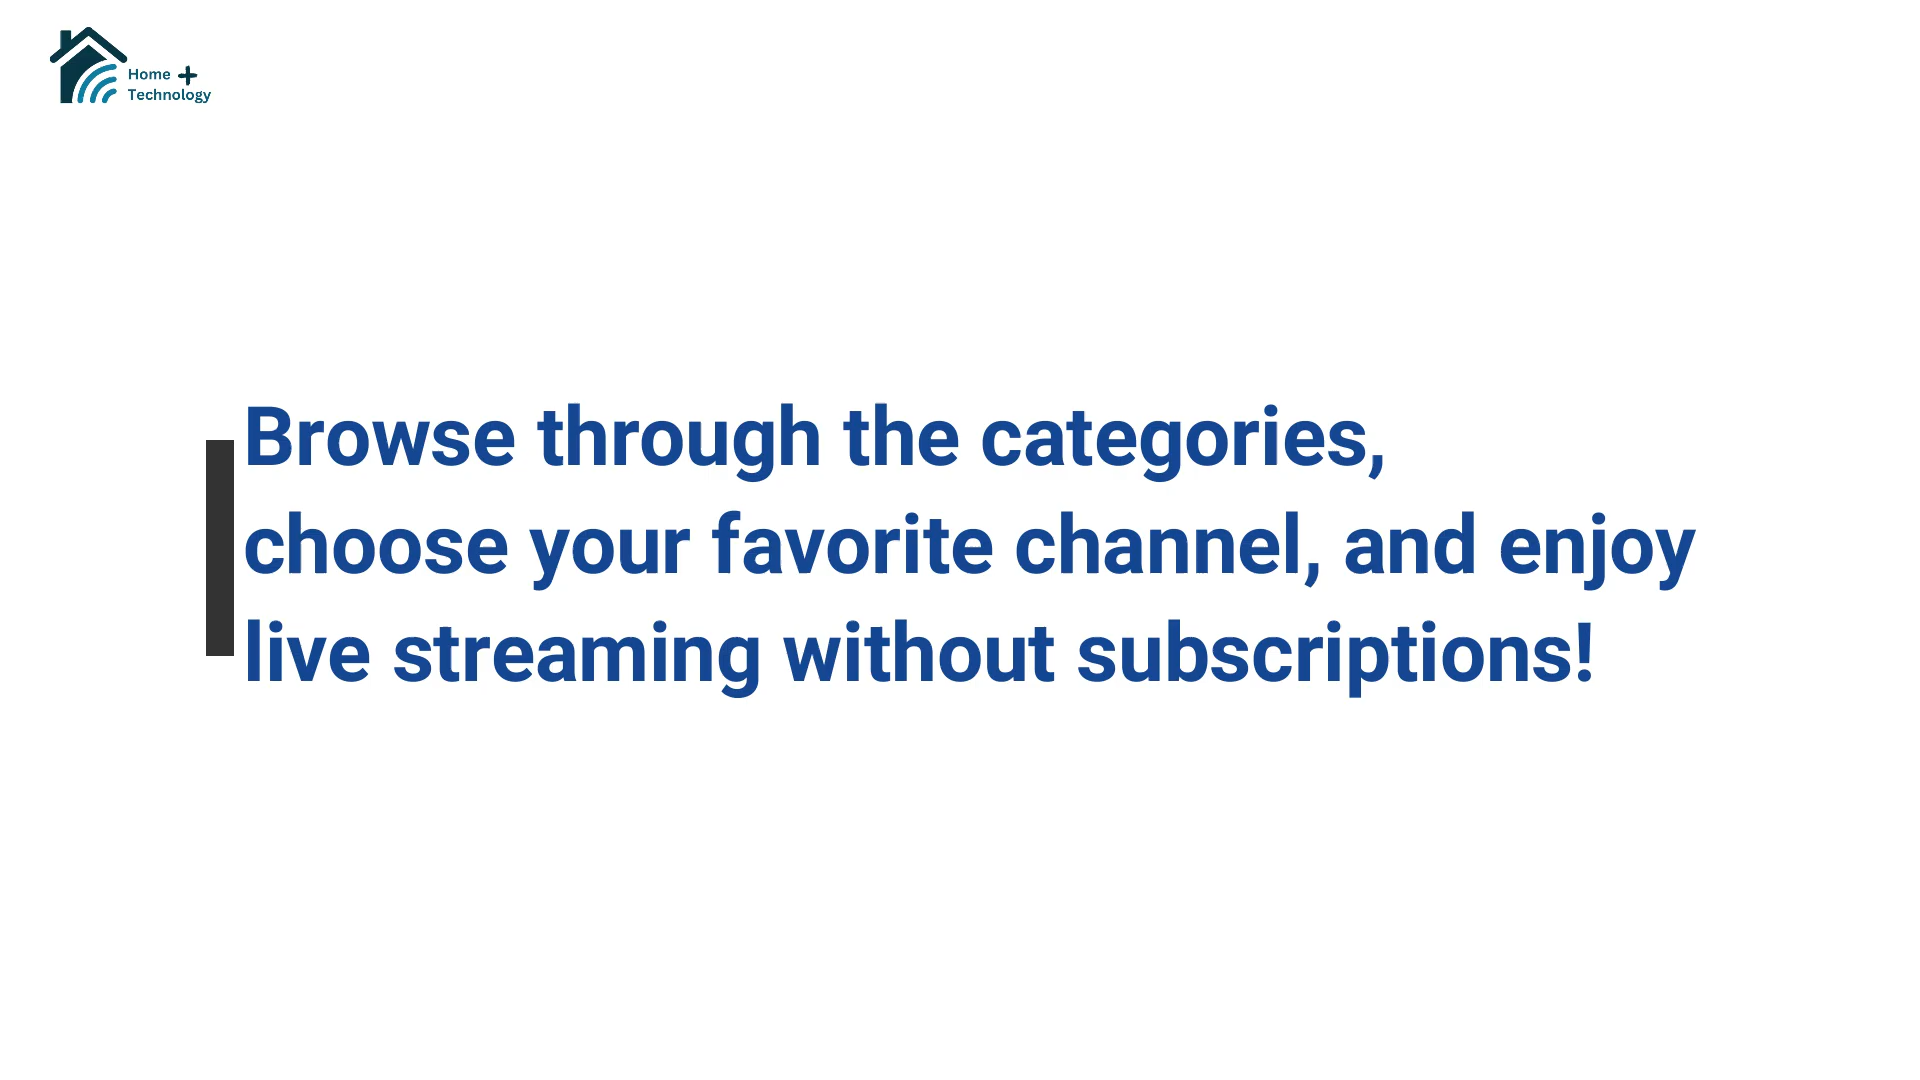 Home +
Technology
Browse through the categories,
choose your favorite channel, and enjoy
live streaming without subscriptions!